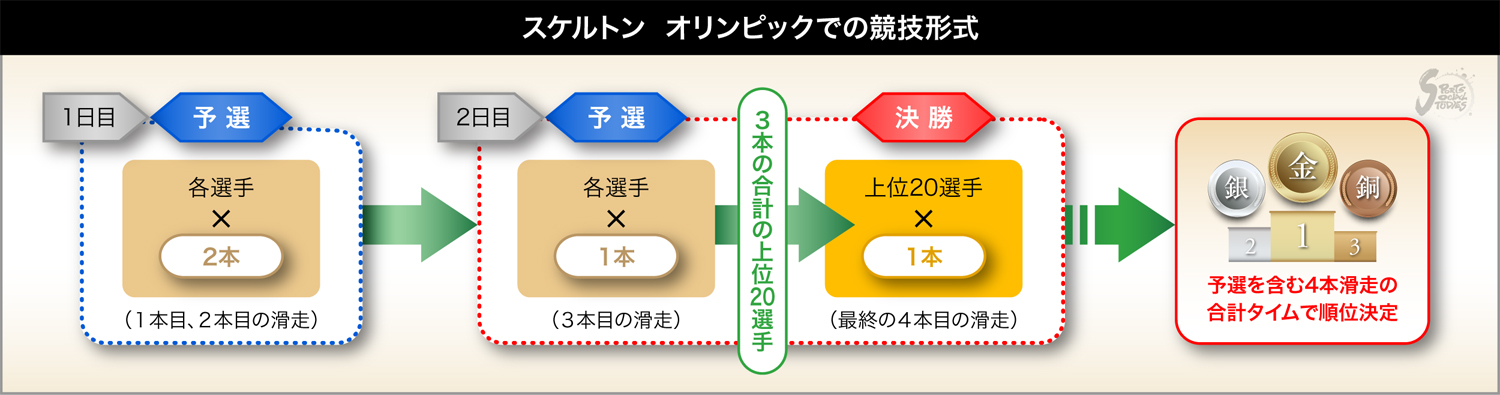 スケルトン オリンピックでの競技形式
1日目
予選
各選手
×
2本
（1本目、2本目の滑走）
2日目
予選
各選手
×
1本
（3本目の滑走）
3本の合計の上位20選手
決勝
上位20選手
×
1本
（最終の4本目の滑走）
SPORTS
SOCIAL
STORIES
銀
金
銅
2
1
3
予選を含む4本滑走の
合計タイムで順位決定